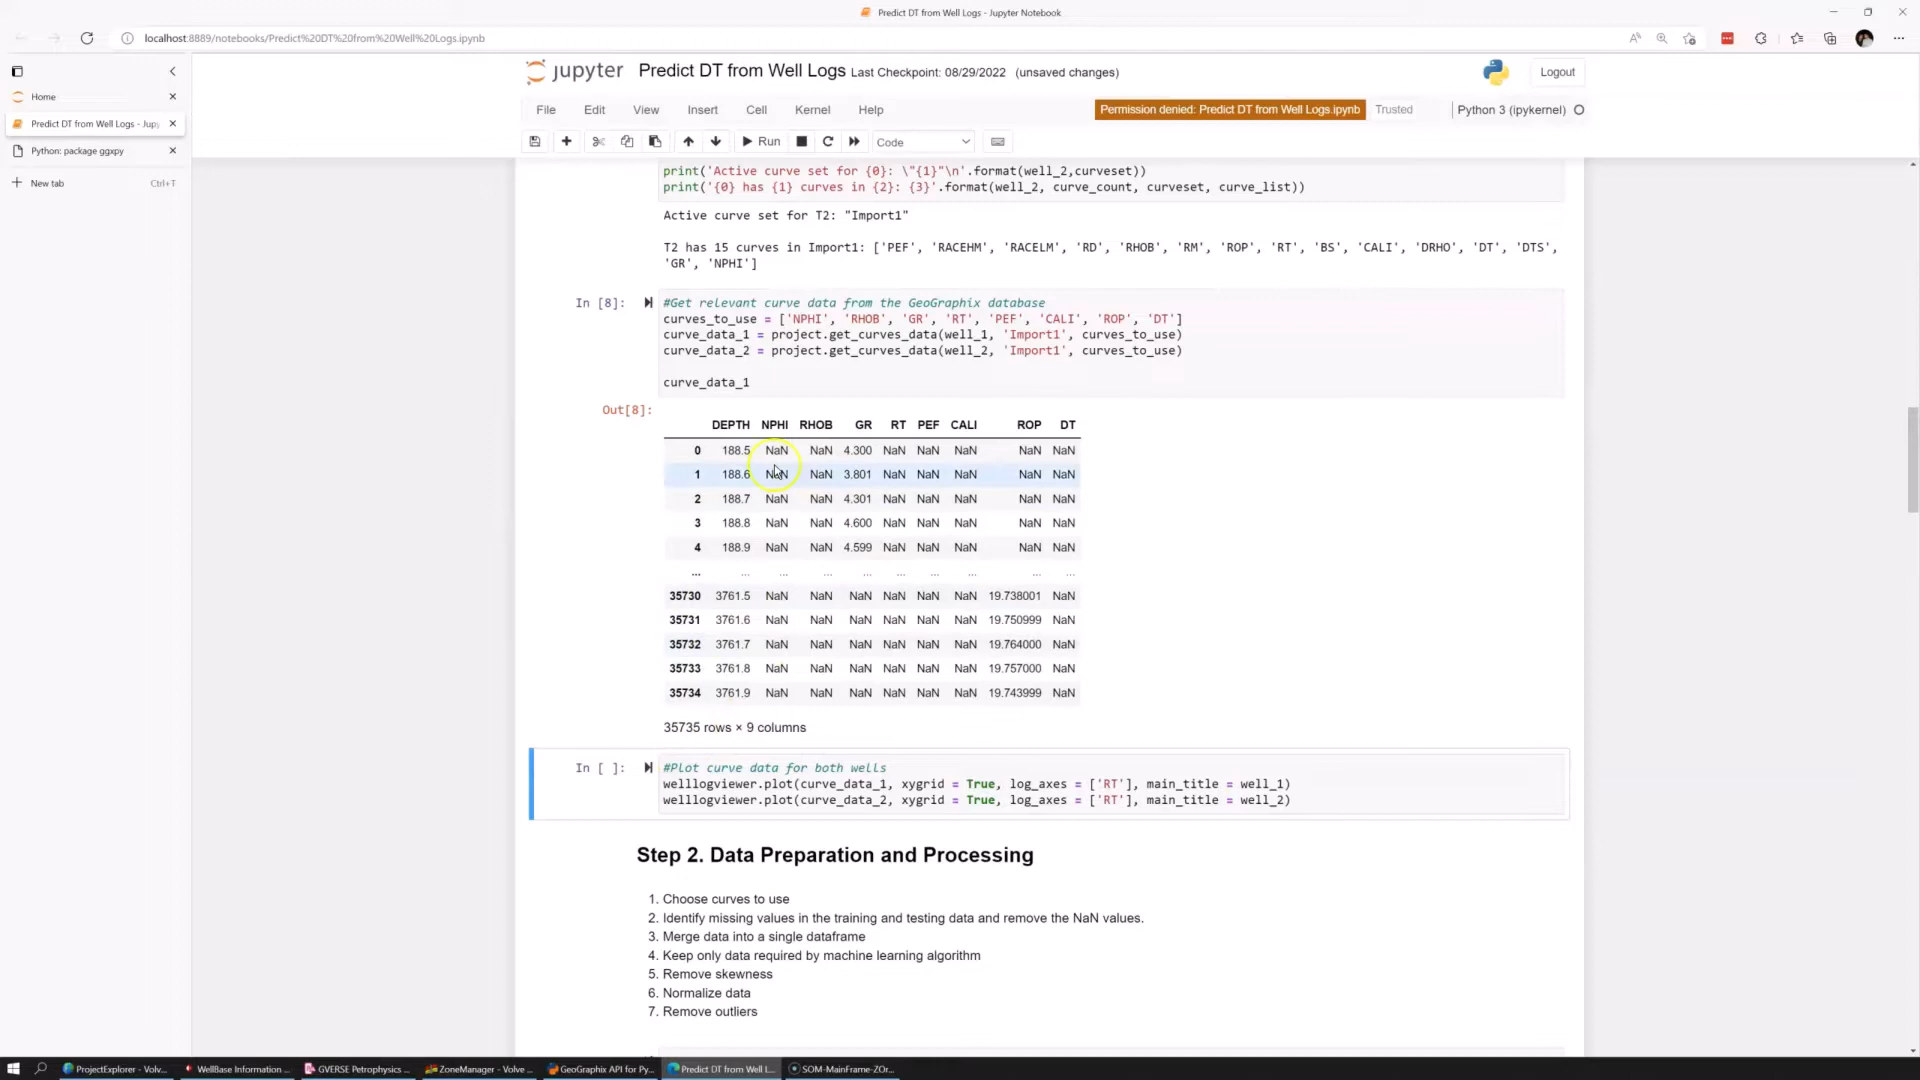 Predict DT from Well Logs - Jupyter Notebook
localhost:8889/notebooks/Predict%20DT%20from%20Well%20Logs.ipynb
Home
Predict DT from Well Logs - Jupy
Python: package ggxpy
New tab
Ctrl+T
jupyter Predict DT from Well Logs Last Checkpoint: 08/29/2022 (unsaved changes)
Logout
File Edit View Insert Cell Kernel Help
Permission denied: Predict DT from Well Logs.ipynb
Trusted
Python 3 (ipykernel)
Run
Code
print('Active curve set for {0}: \"{1}"\n'.format(well_2,curveset))
print('{0} has {1} curves in {2}: {3}'.format(well_2, curve_count, curveset, curve_list))
Active curve set for T2: "Import1"
T2 has 15 curves in Import1: ['PEF', 'RACEHM', 'RACELM', 'RD', 'RHOB', 'RM', 'ROP', 'RT', 'BS', 'CALI', 'DRHO', 'DT', 'DTS',
'GR', 'NPHI']
In [8]:
#Get relevant curve data from the GeoGraphix database
curves_to_use = ['NPHI', 'RHOB', 'GR', 'RT', 'PEF', 'CALI', 'ROP', 'DT']
curve_data_1 = project.get_curves_data(well_1, 'Import1', curves_to_use)
curve_data_2 = project.get_curves_data(well_2, 'Import1', curves_to_use)
curve_data_1
Out[8]:
DEPTH NPHI RHOB GR RT PEF CALI ROP DT
0 188.5 NaN NaN 4.300 NaN NaN NaN NaN NaN
1 188.6 NaN NaN 3.801 NaN NaN NaN NaN NaN
2 188.7 NaN NaN 4.301 NaN NaN NaN NaN NaN
3 188.8 NaN NaN 4.600 NaN NaN NaN NaN NaN
4 188.9 NaN NaN 4.599 NaN NaN NaN NaN NaN
... ... ... ... ... ... ... ... ... ...
35730 3761.5 NaN NaN NaN NaN NaN NaN 19.738001 NaN
35731 3761.6 NaN NaN NaN NaN NaN NaN 19.750999 NaN
35732 3761.7 NaN NaN NaN NaN NaN NaN 19.764000 NaN
35733 3761.8 NaN NaN NaN NaN NaN NaN 19.757000 NaN
35734 3761.9 NaN NaN NaN NaN NaN NaN 19.743999 NaN
35735 rows × 9 columns
In [ ]:
#Plot curve data for both wells
welllogviewer.plot(curve_data_1, xygrid = True, log_axes = ['RT'], main_title = well_1)
welllogviewer.plot(curve_data_2, xygrid = True, log_axes = ['RT'], main_title = well_2)
Step 2. Data Preparation and Processing
1. Choose curves to use
2. Identify missing values in the training and testing data and remove the NaN values.
3. Merge data into a single dataframe
4. Keep only data required by machine learning algorithm
5. Remove skewness
6. Normalize data
7. Remove outliers
ProjectExplorer - Volv... WellBase Information ... GVERSE Petrophysics ... ZoneManager - Volve ... GeoGraphix API for Py... Predict DT from Well L... SOM-MainFrame-ZOr...